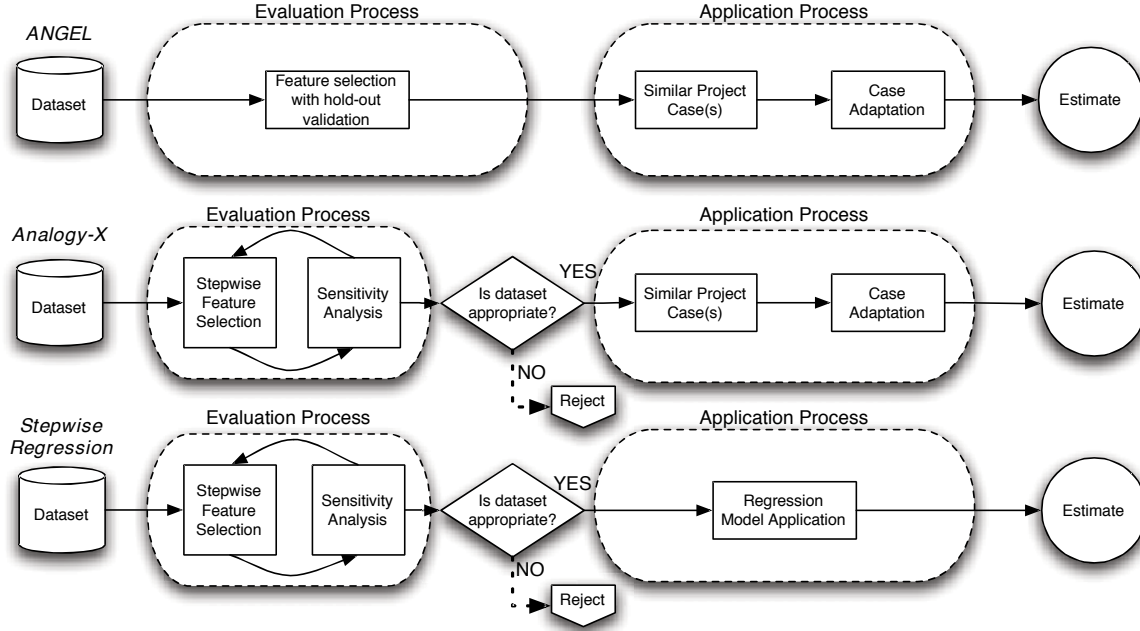 Evaluation Process
Application Process
ANGEL
Dataset
Feature selection
with hold-out
validation
Similar Project
Case(s)
Case
Adaptation
Estimate
Evaluation Process
Application Process
Analogy-X
Dataset
Stepwise
Feature
Selection
Sensitivity
Analysis
Is dataset
appropriate?
YES
NO
Reject
Similar Project
Case(s)
Case
Adaptation
Estimate
Evaluation Process
Application Process
Stepwise
Regression
Dataset
Stepwise
Feature
Selection
Sensitivity
Analysis
Is dataset
appropriate?
YES
NO
Reject
Regression
Model Application
Estimate